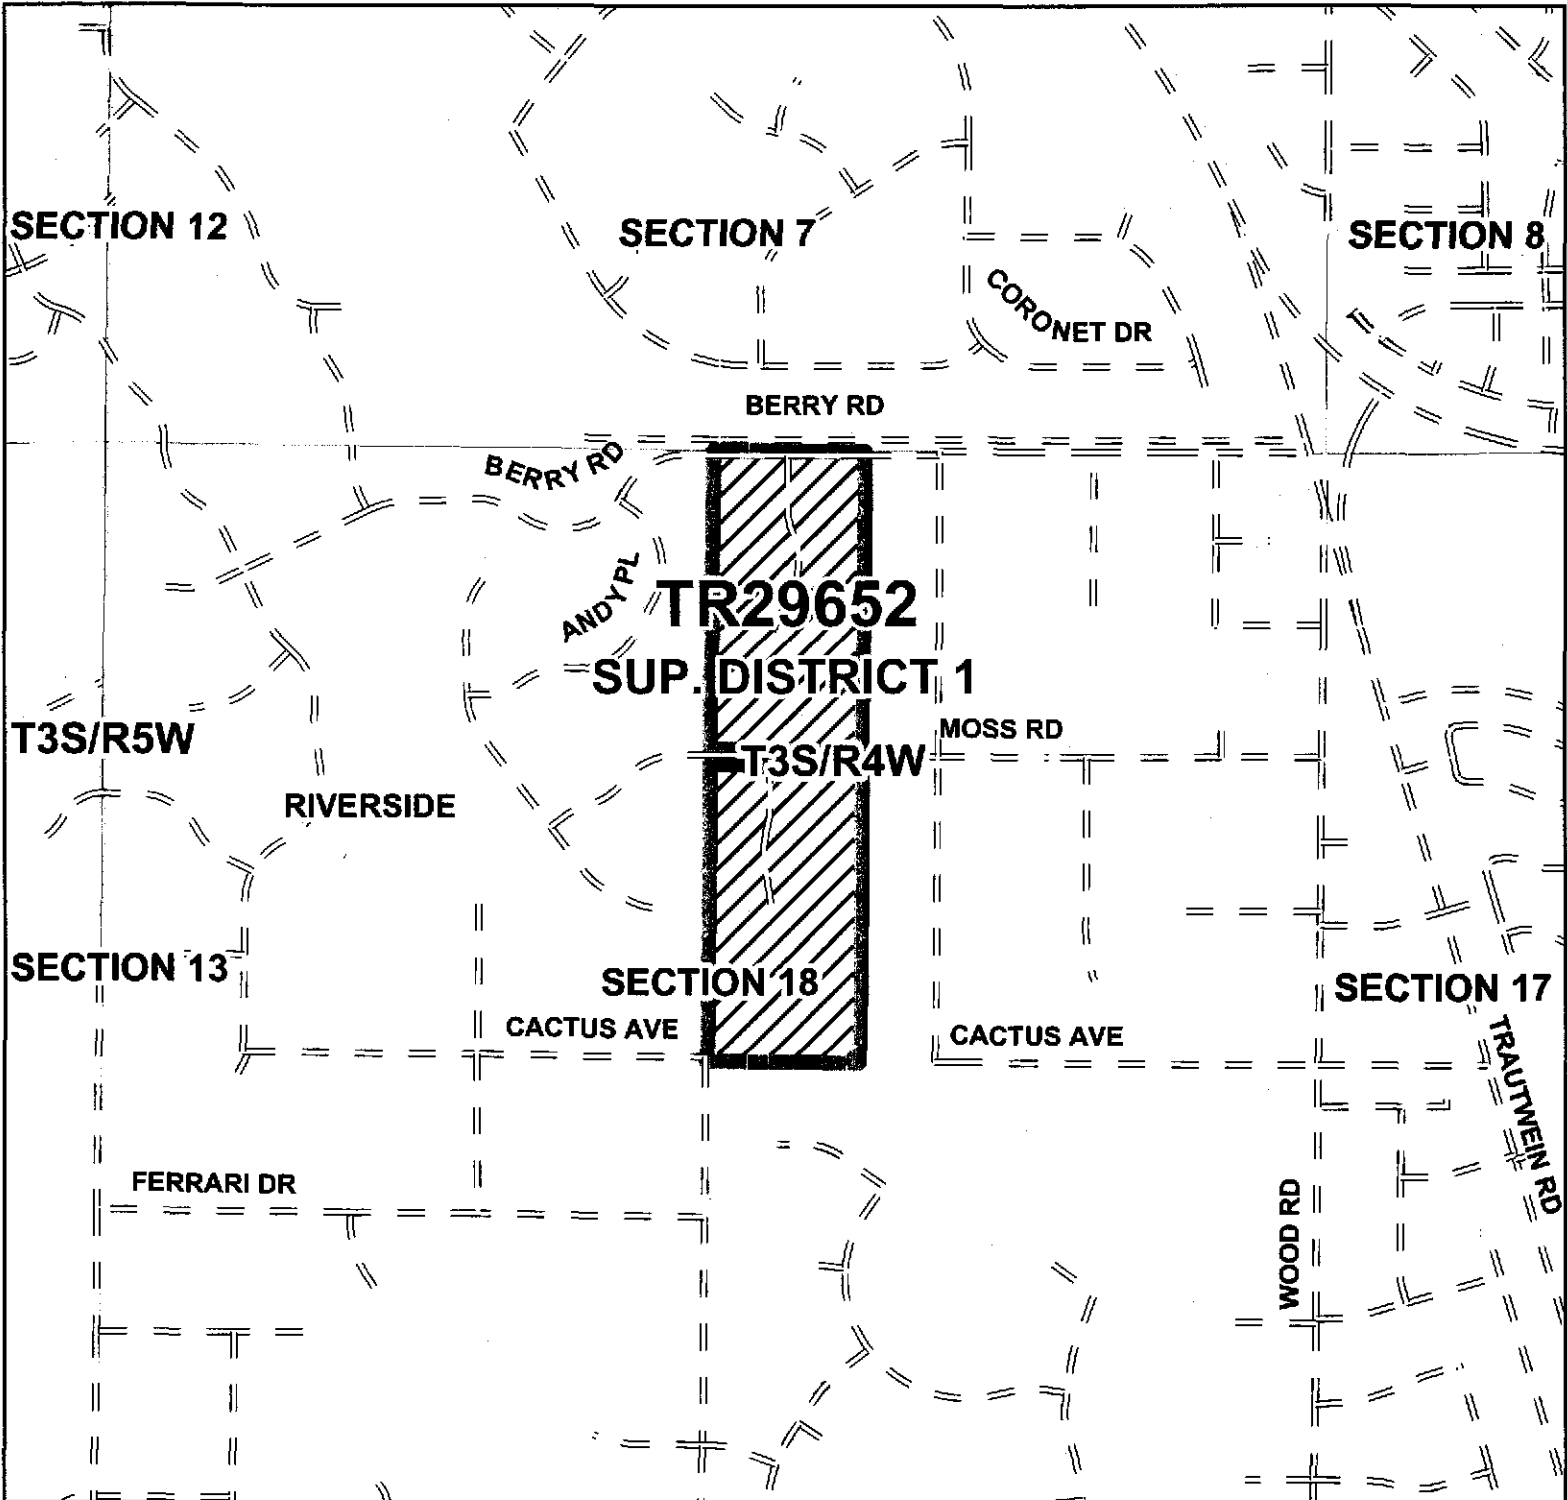 SECTION 12
SECTION 7
SECTION 8
CORONET DR
BERRY RD
BERRY RD
ANDY PL
TR29652
SUP. DISTRICT 1
T3S/R5W
MOSS RD
T3S/R4W
RIVERSIDE
SECTION 13
SECTION 18
SECTION 17
CACTUS AVE
CACTUS AVE
TRAUTWEIN RD
FERRARI DR
WOOD RD